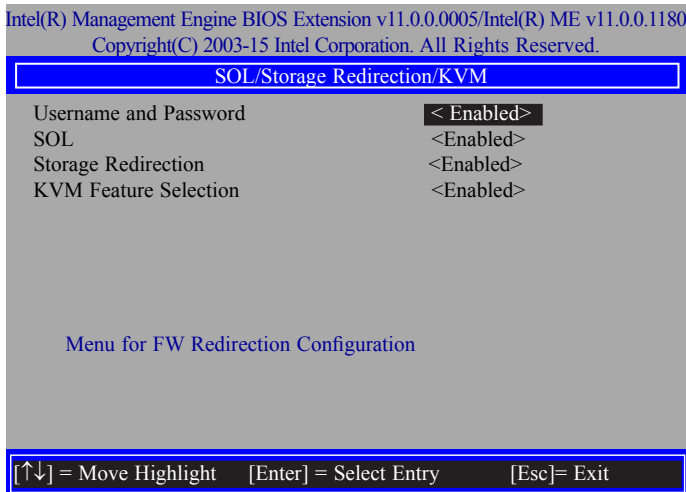 Intel(R) Management Engine BIOS Extension v11.0.0.0005/Intel(R) ME v11.0.0.1180
Copyright(C) 2003-15 Intel Corporation. All Rights Reserved.
SOL/Storage Redirection/KVM
Username and Password < Enabled>
SOL <Enabled>
Storage Redirection <Enabled>
KVM Feature Selection <Enabled>
Menu for FW Redirection Configuration
[↑↓] = Move Highlight [Enter] = Select Entry [Esc]= Exit